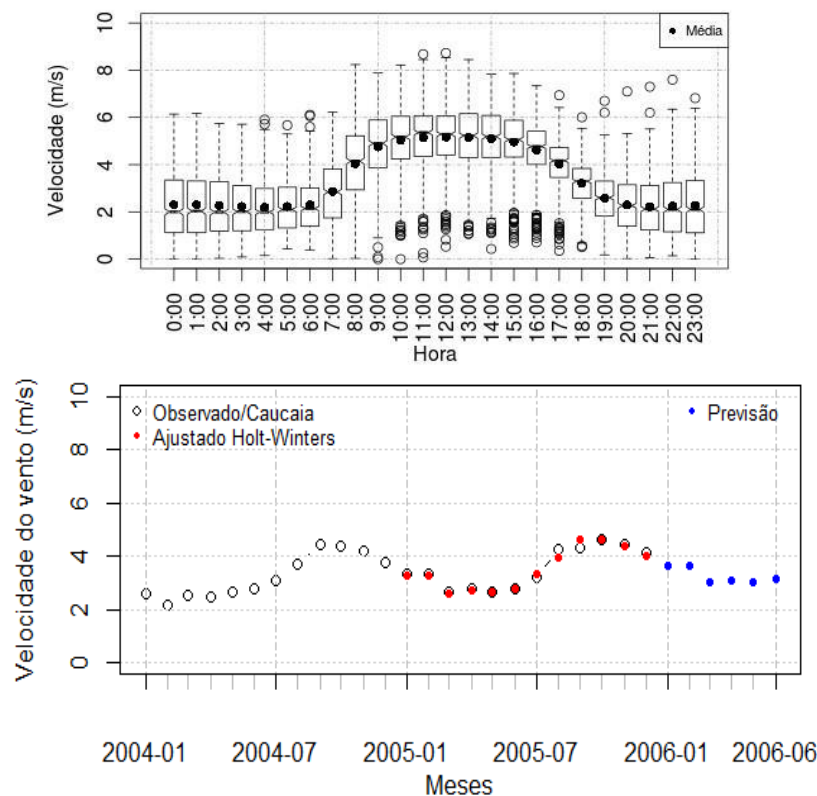 Média
Velocidade (m/s)
10
8
6
4
2
0
0:00 1:00 2:00 3:00 4:00 5:00 6:00 7:00 8:00 9:00 10:00 11:00 12:00 13:00 14:00 15:00 16:00 17:00 18:00 19:00 20:00 21:00 22:00 23:00
Hora
Velocidade do vento (m/s)
10
8
6
4
2
0
Observado/Caucaia
Ajustado Holt-Winters
Previsão
2004-01 2004-07 2005-01 2005-07 2006-01 2006-06
Meses